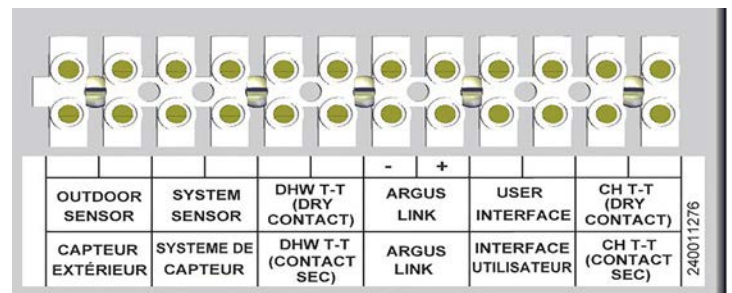 - +
OUTDOOR SENSOR
SYSTEM SENSOR
DHW T-T (DRY CONTACT)
ARGUS LINK
USER INTERFACE
CH T-T (DRY CONTACT)
CAPTEUR EXTÉRIEUR
SYSTEME DE CAPTEUR
DHW T-T (CONTACT SEC)
ARGUS LINK
INTERFACE UTILISATEUR
CH T-T (CONTACT SEC)
240011276